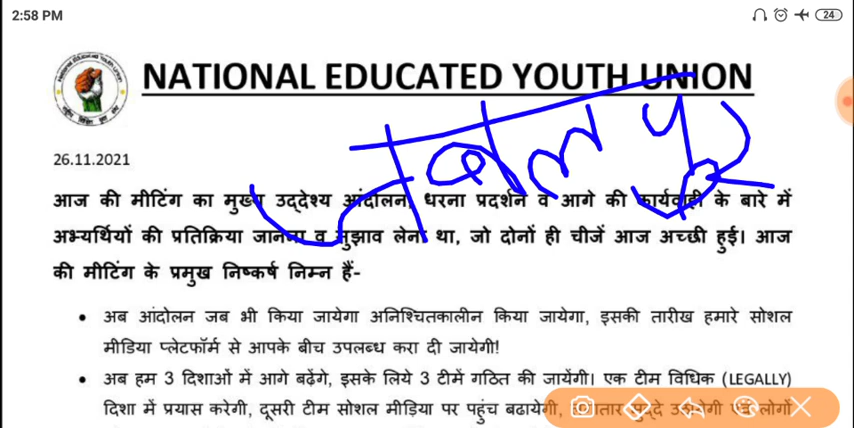 2:58 PM
24
NATIONAL EDUCATED YOUTH UNION
26.11.2021
आज की मीटिंग का मुख्य उद्देश्य आंदोलन, धरना प्रदर्शन व आगे की कार्यवाही के बारे में
अभ्यर्थियों की प्रतिक्रिया जानना व सुझाव लेना था, जो दोनों ही चीजें आज अच्छी हुई। आज
की मीटिंग के प्रमुख निष्कर्ष निम्न हैं-
• अब आंदोलन जब भी किया जायेगा अनिश्चितकालीन किया जायेगा, इसकी तारीख हमारे सोशल
मीडिया प्लेटफॉर्म से आपके बीच उपलब्ध करा दी जायेगी!
• अब हम 3 दिशाओं में आगे बढ़ेंगे, इसके लिये 3 टीमें गठित की जायेंगी। एक टीम विधिक (LEGALLY)
दिशा में प्रयास करेगी, दूसरी टीम सोशल मीडिया पर पहुंच बढायेगी, लोगों